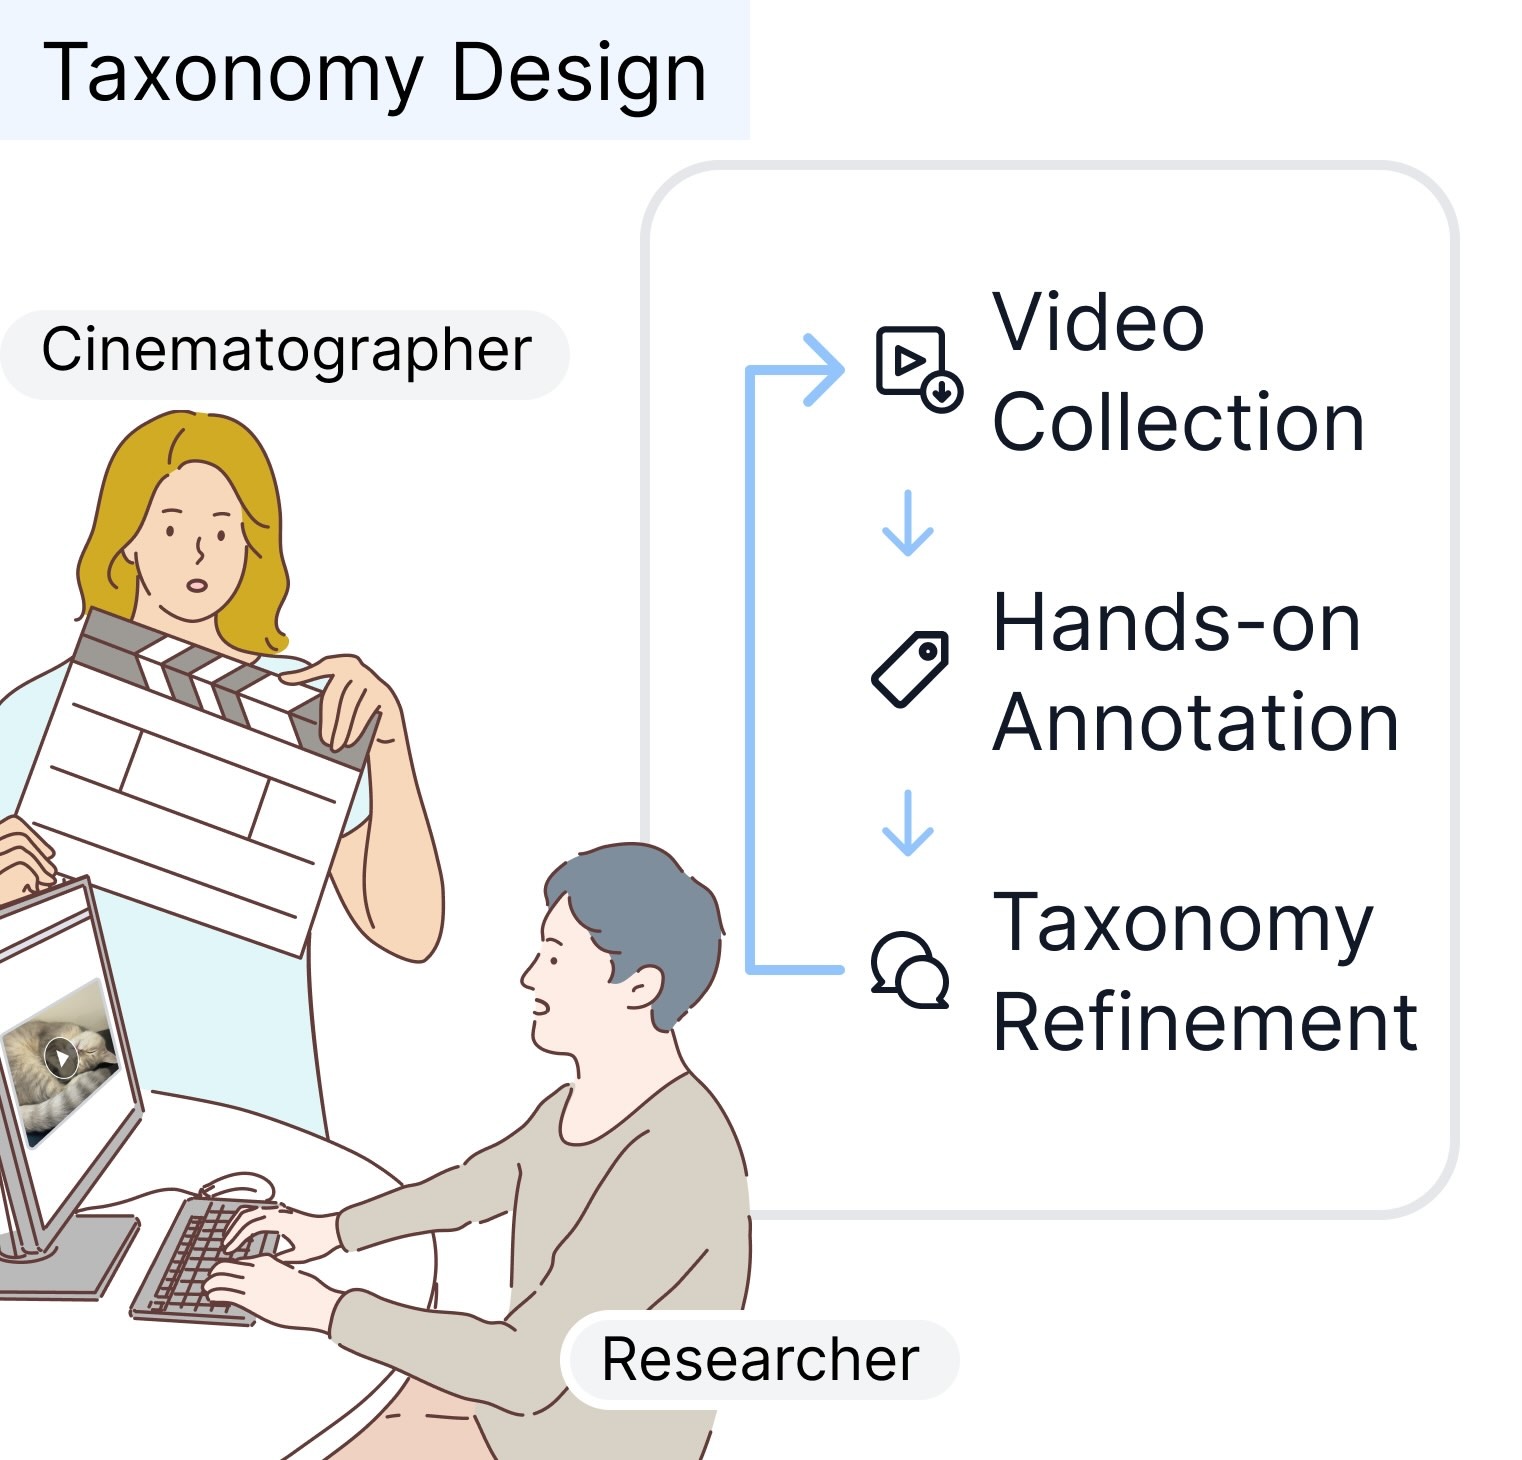 Taxonomy Design
Cinematographer
Video
Collection
Hands-on
Annotation
Taxonomy
Refinement
Researcher